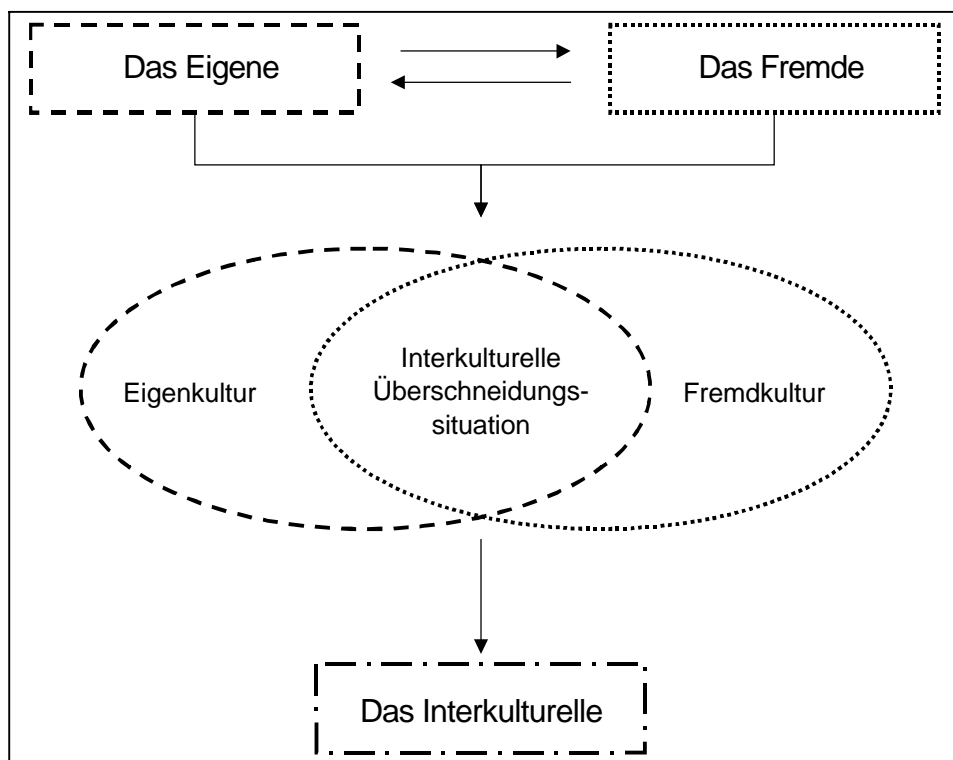 Das Eigene
Das Fremde
Eigenkultur
Interkulturelle
Überschneidungs-
situation
Fremdkultur
Das Interkulturelle